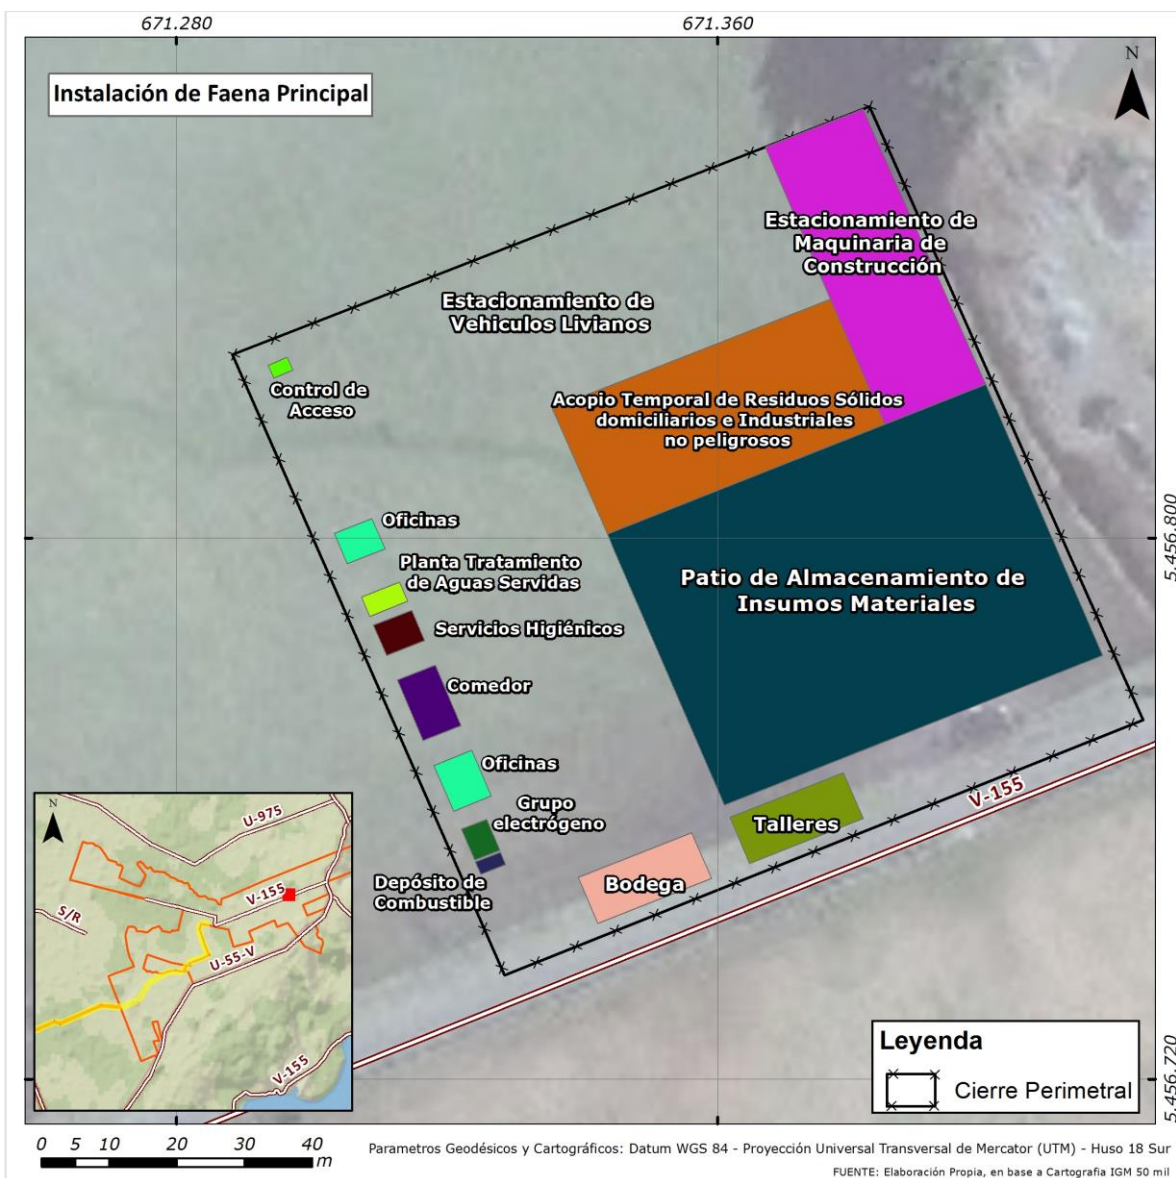 671.280
671.360
Instalación de Faena Principal
N
Estacionamiento de
Maquinaria de
Construcción
Estacionamiento de
Vehiculos Livianos
Control de
Acceso
Acopio Temporal de Residuos Sólidos
domiciliarios e Industriales
no peligrosos
Oficinas
5.456.800
Planta Tratamiento
de Aguas Servidas
Patio de Almacenamiento de
Insumos Materiales
Servicios Higiénicos
Comedor
Oficinas
Grupo
electrógeno
V-155
Talleres
Depósito de
Combustible
Bodega
N
U-975
V-155
S/R
U-55-V
V-155
Leyenda
Cierre Perimetral
5.456.720
0 5 10 20 30 40
m
Parametros Geodésicos y Cartográficos: Datum WGS 84 - Proyección Universal Transversal de Mercator (UTM) - Huso 18 Sur
FUENTE: Elaboración Propia, en base a Cartografia IGM 50 mil